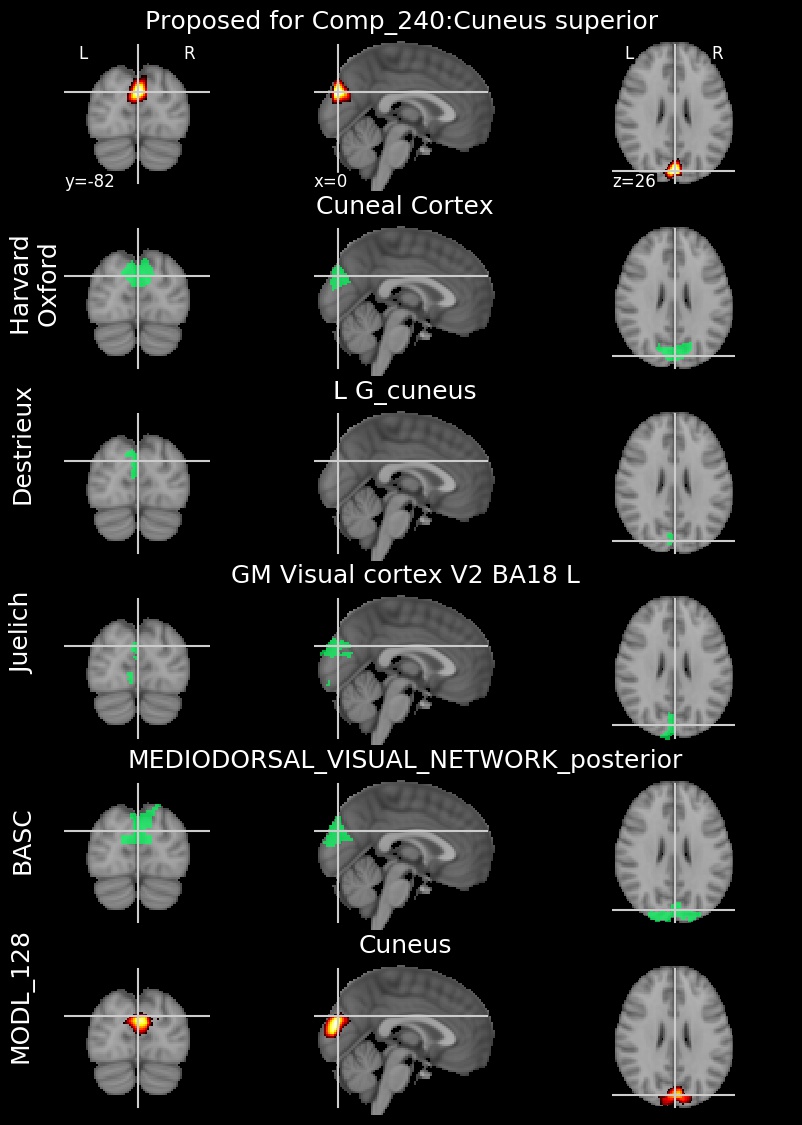 Proposed for Comp_240:Cuneus superior
L R L R
y=-82 x=0 z=26
Cuneal Cortex
Harvard
Oxford
L G_cuneus
Destrieux
GM Visual cortex V2 BA18 L
Juelich
MEDIODORSAL_VISUAL_NETWORK_posterior
BASC
Cuneus
MODL_128